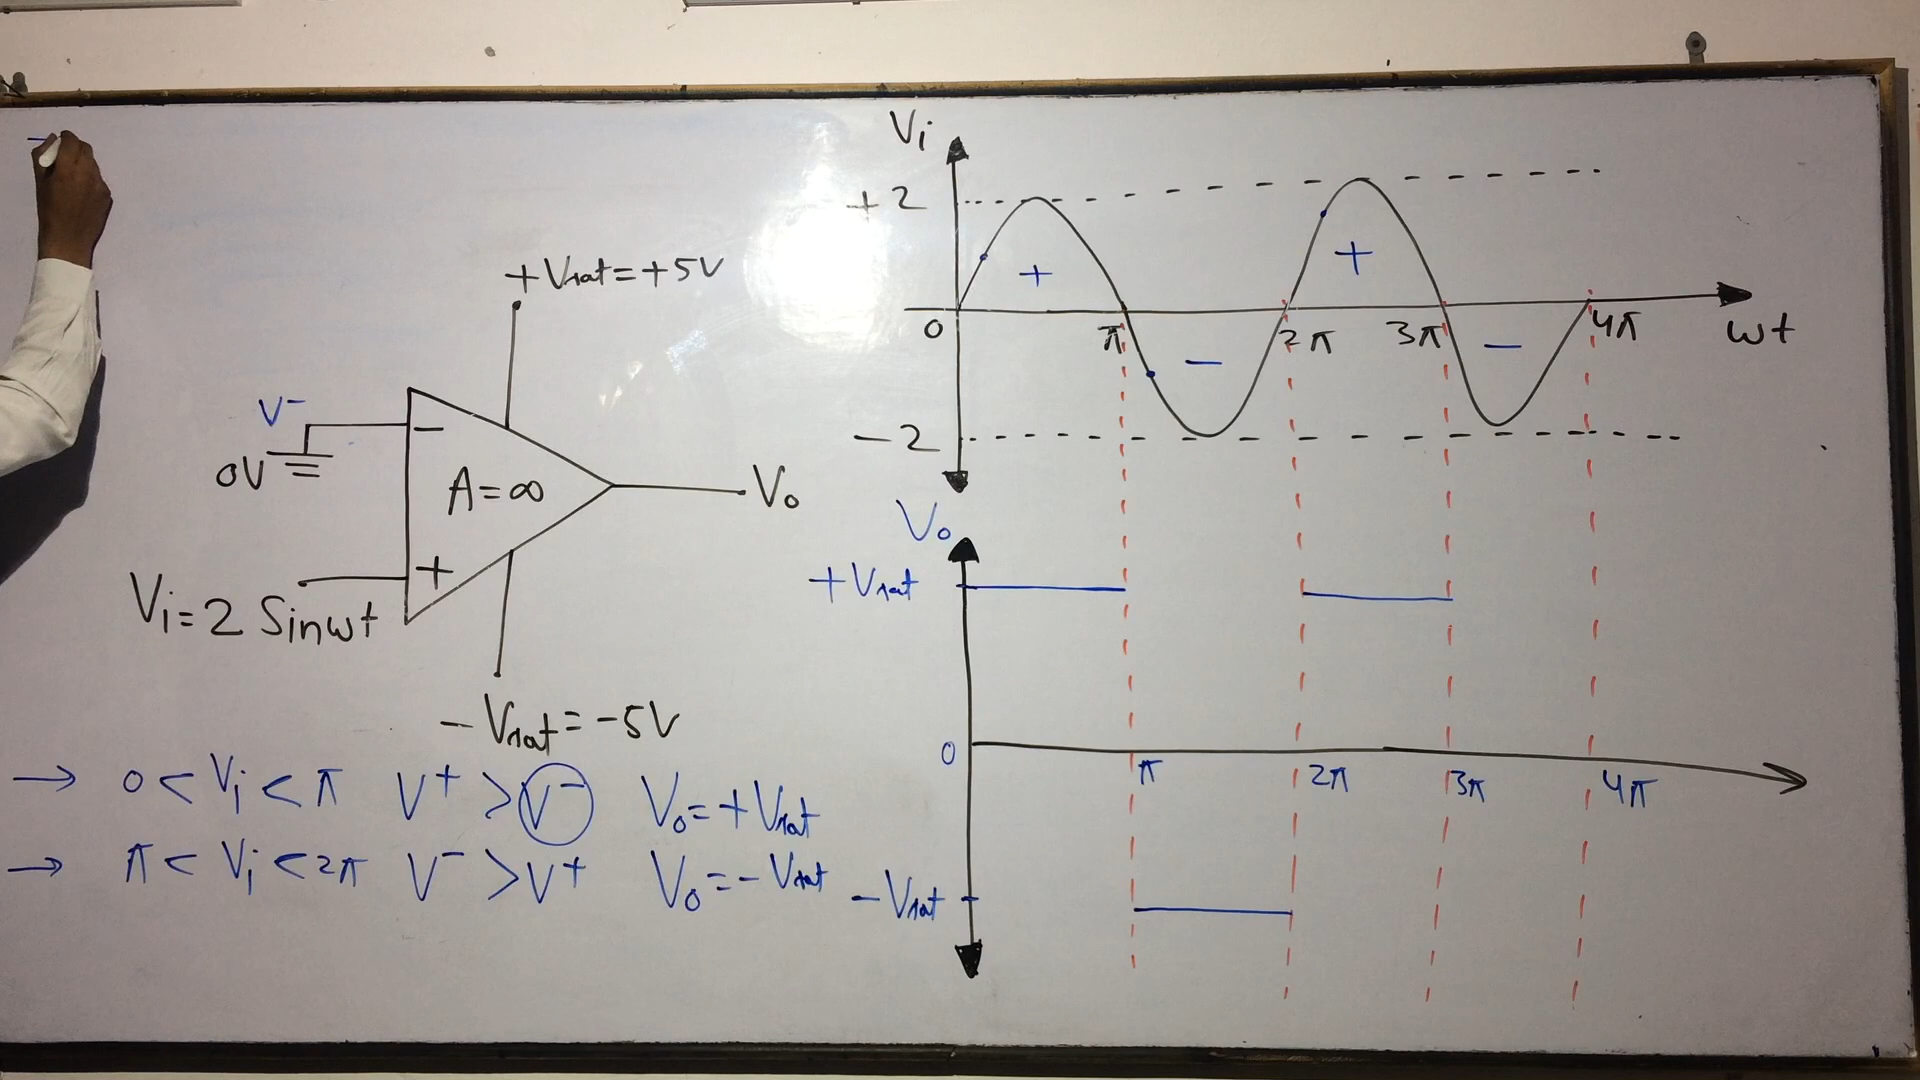 +Vsat=+5V
V⁻
0V
−
A=∞
V₀
+
Vi=2 Sinωt
−Vsat=−5V
→ 0<Vi<π V⁺>V⁻ V₀=+Vsat
→ π<Vi<2π V⁻>V⁺ V₀=−Vsat
Vi
+2
+ +
0 π 2π 3π 4π ωt
− −
−2
V₀
+Vsat
0 π 2π 3π 4π
−Vsat